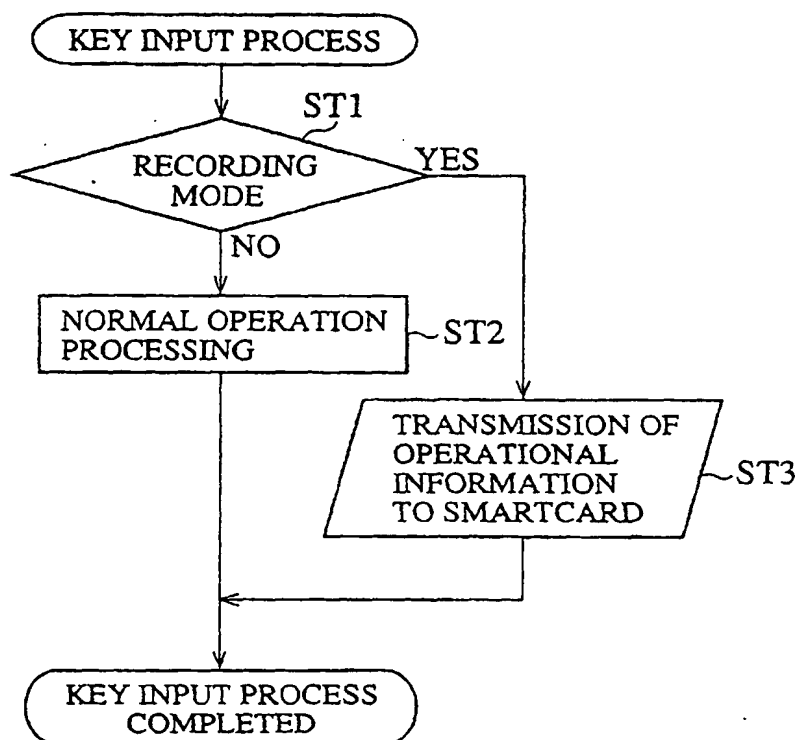 KEY INPUT PROCESS
ST1
RECORDING
MODE
YES
NO
NORMAL OPERATION
PROCESSING
ST2
TRANSMISSION OF
OPERATIONAL
INFORMATION
TO SMARTCARD
ST3
KEY INPUT PROCESS
COMPLETED